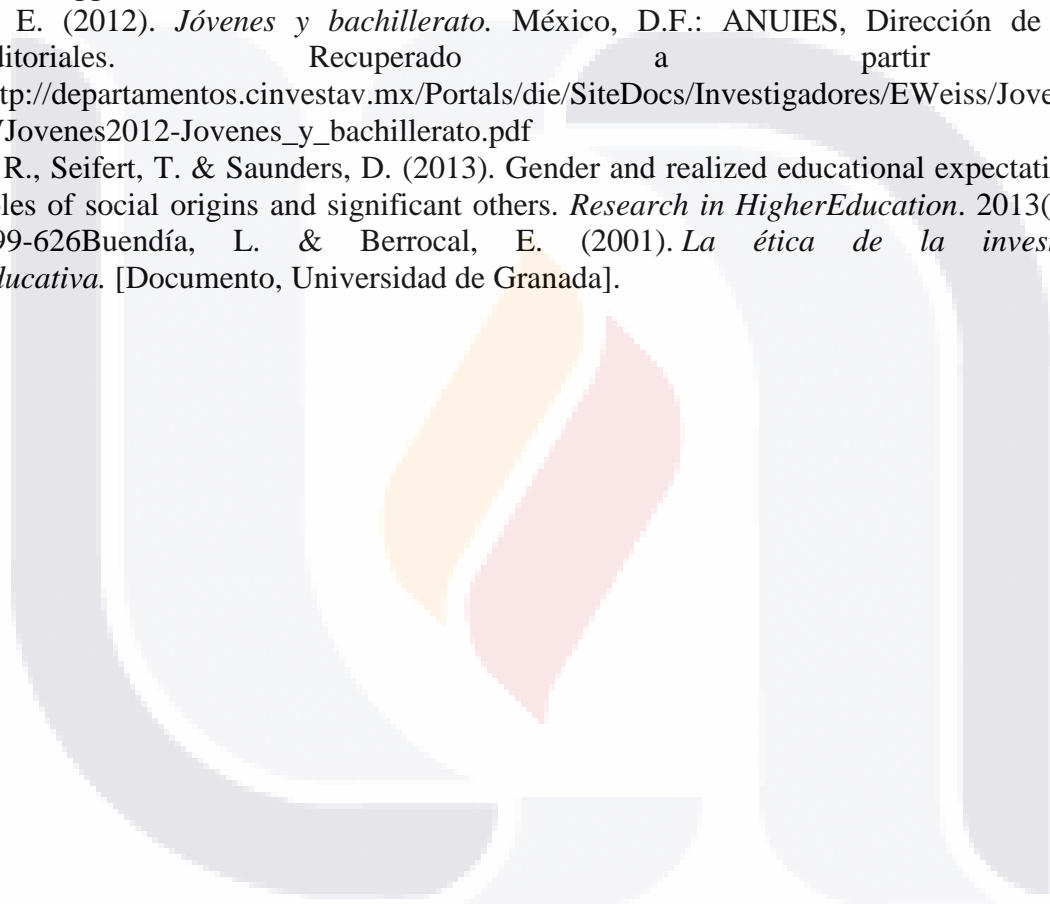 E. (2012). Jóvenes y bachillerato. México, D.F.: ANUIES, Dirección de
ditoriales. Recuperado a partir
tp://departamentos.cinvestav.mx/Portals/die/SiteDocs/Investigadores/EWeiss/Jove
/Jovenes2012-Jovenes_y_bachillerato.pdf
R., Seifert, T. & Saunders, D. (2013). Gender and realized educational expectati
les of social origins and significant others. Research in HigherEducation. 2013(
99-626Buendía, L. & Berrocal, E. (2001). La ética de la inves
ducativa. [Documento, Universidad de Granada].